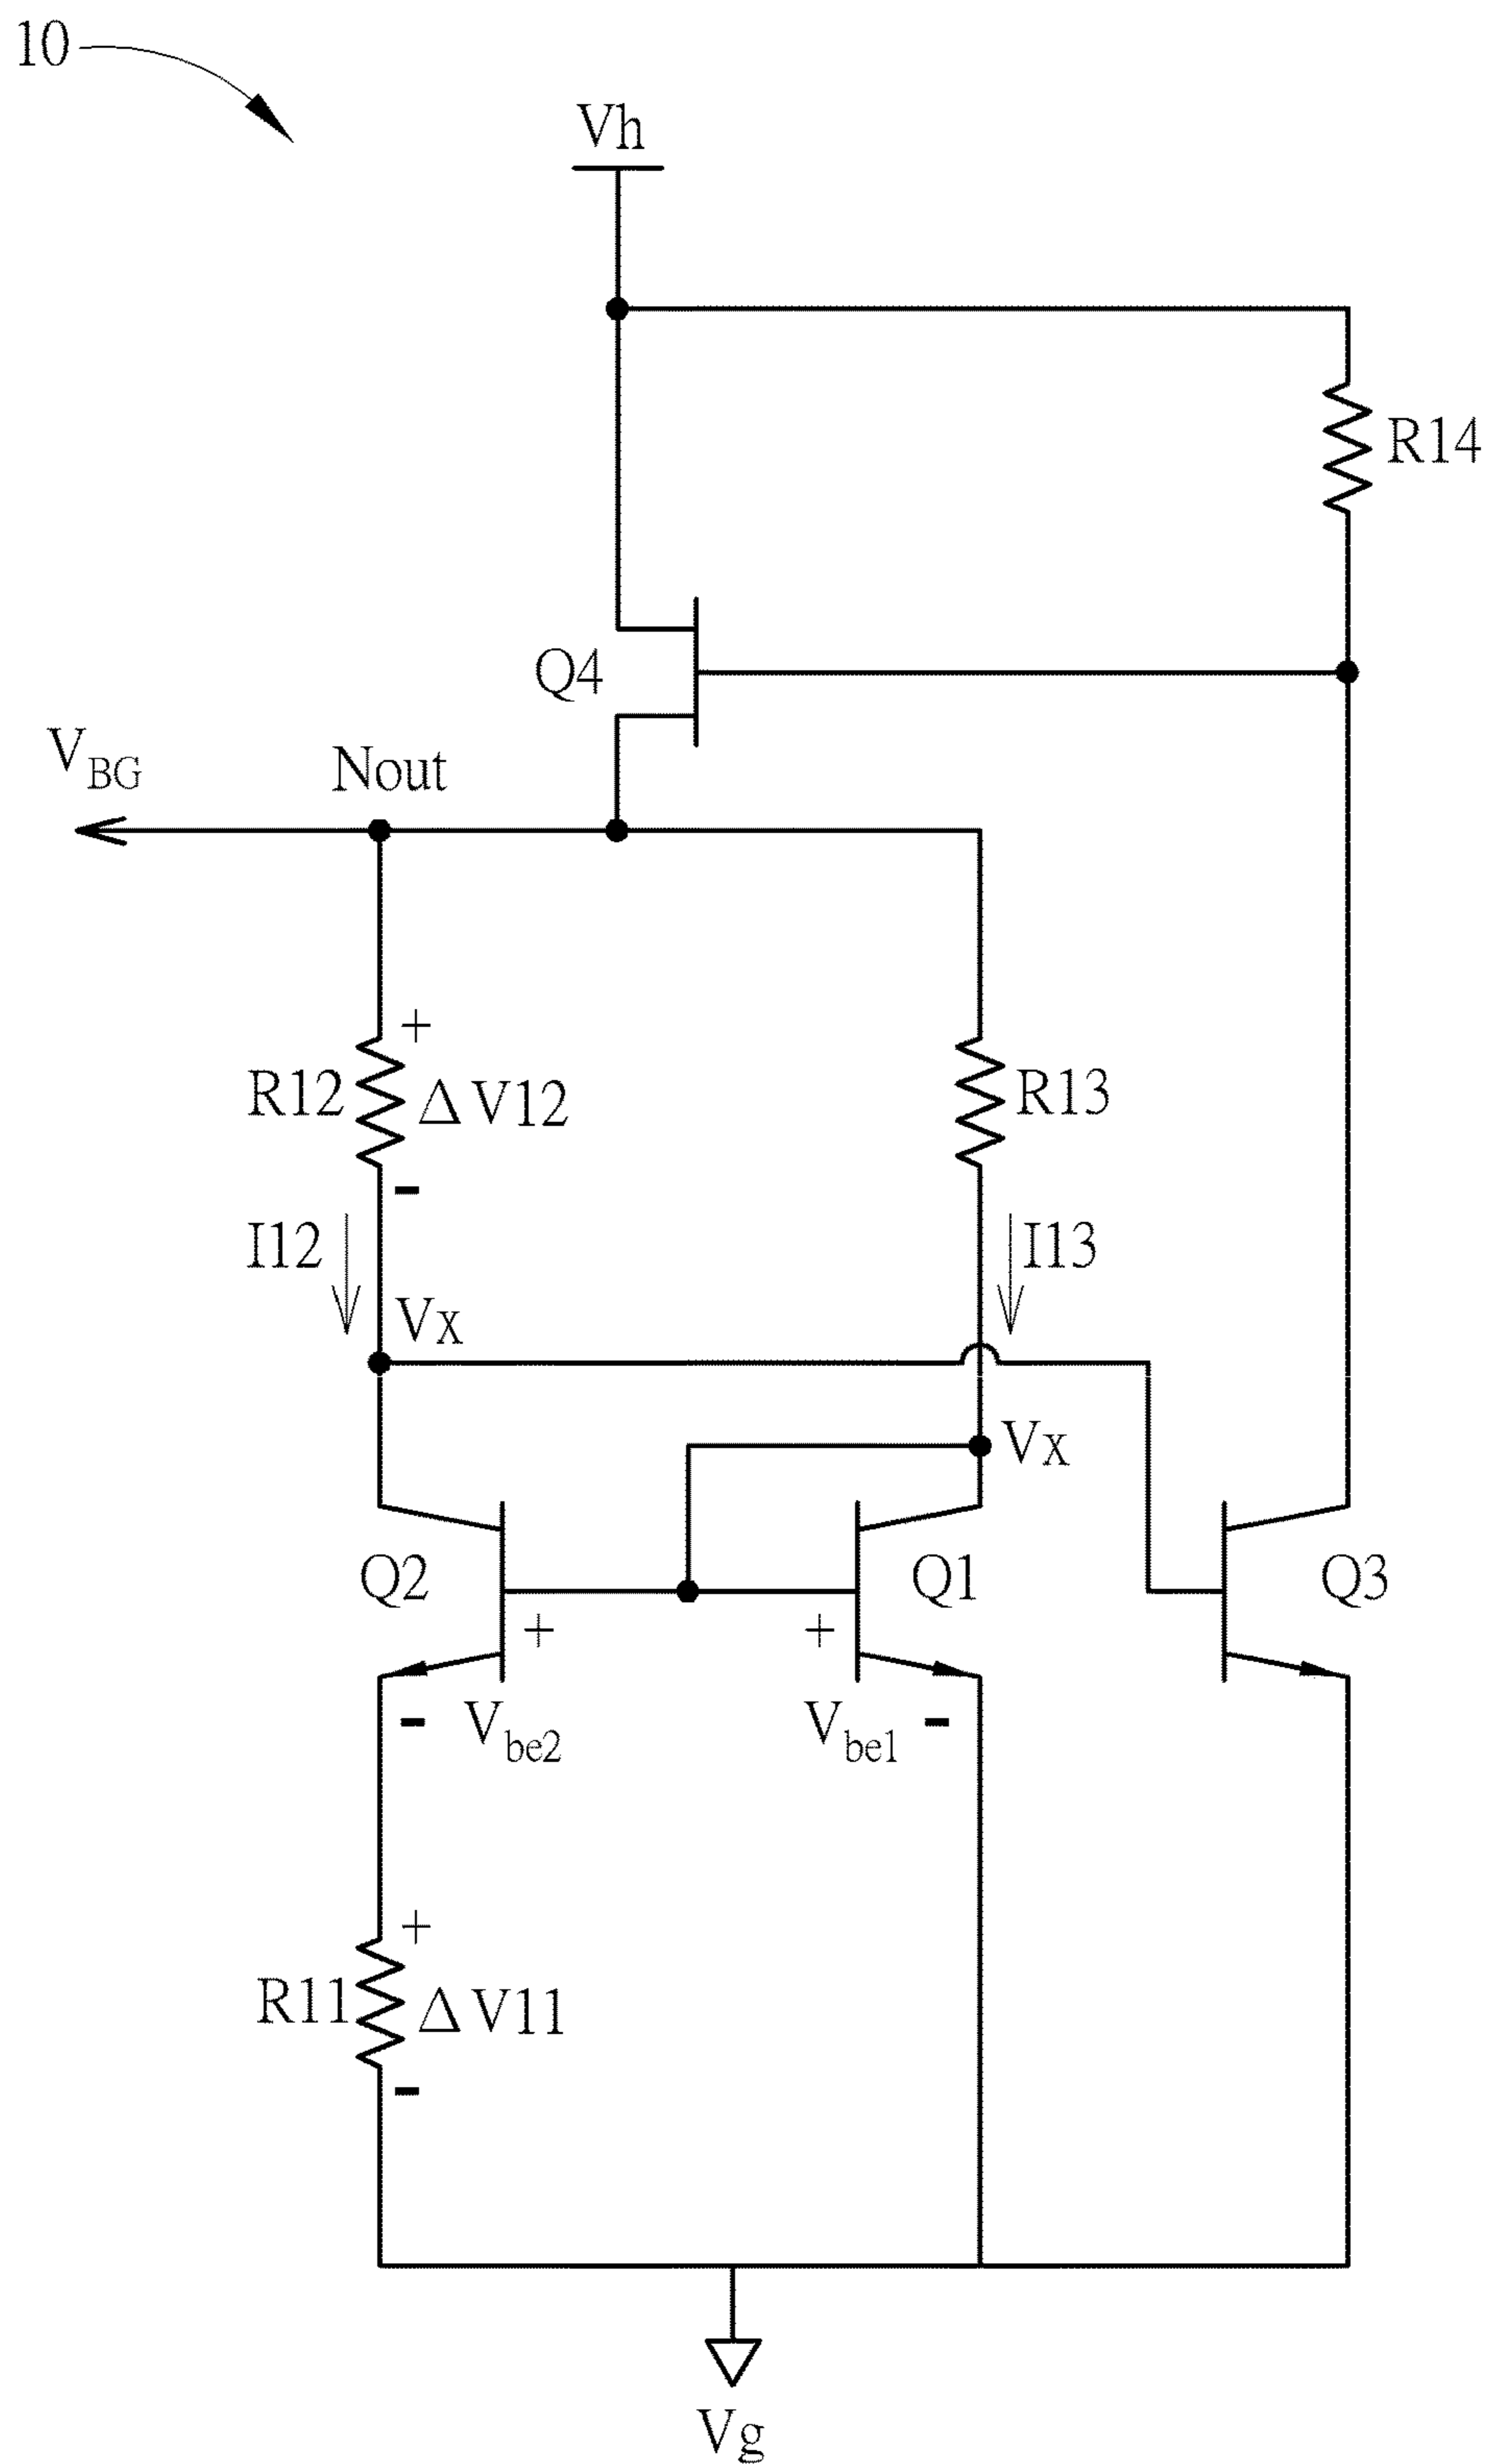 10
Vh
R14
Q4
VBG
Nout
+
R12
ΔV12
R13
-
I12
I13
VX
VX
Q2
Q1
Q3
+
+
-
Vbe2
Vbe1
-
+
R11
ΔV11
-
Vg